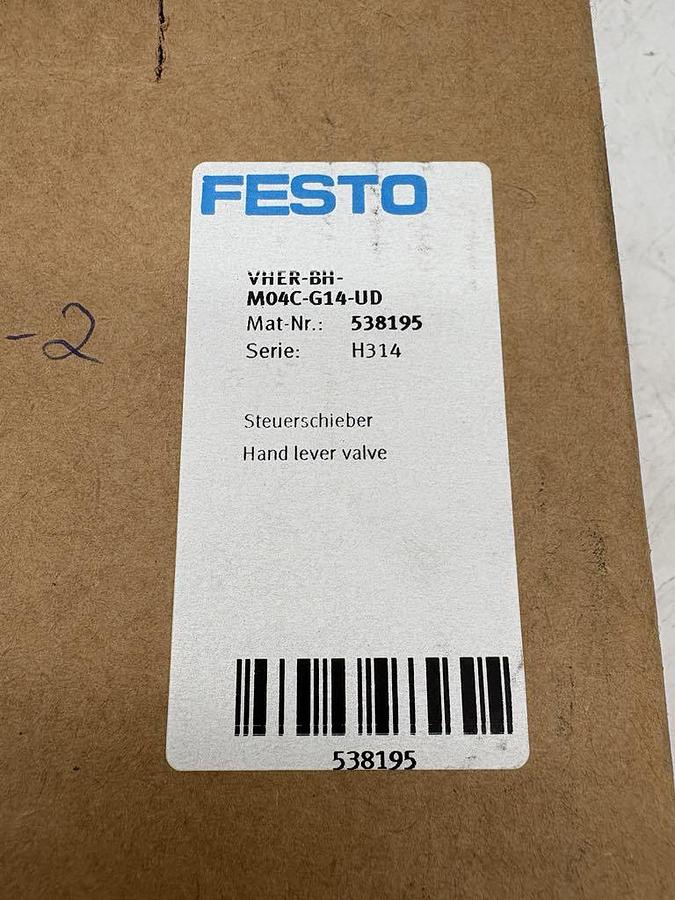 FESTO
VHER-BH-
M04C-G14-UD
Mat-Nr.: 538195
Serie: H314
-2
Steuerschieber
Hand lever valve
538195